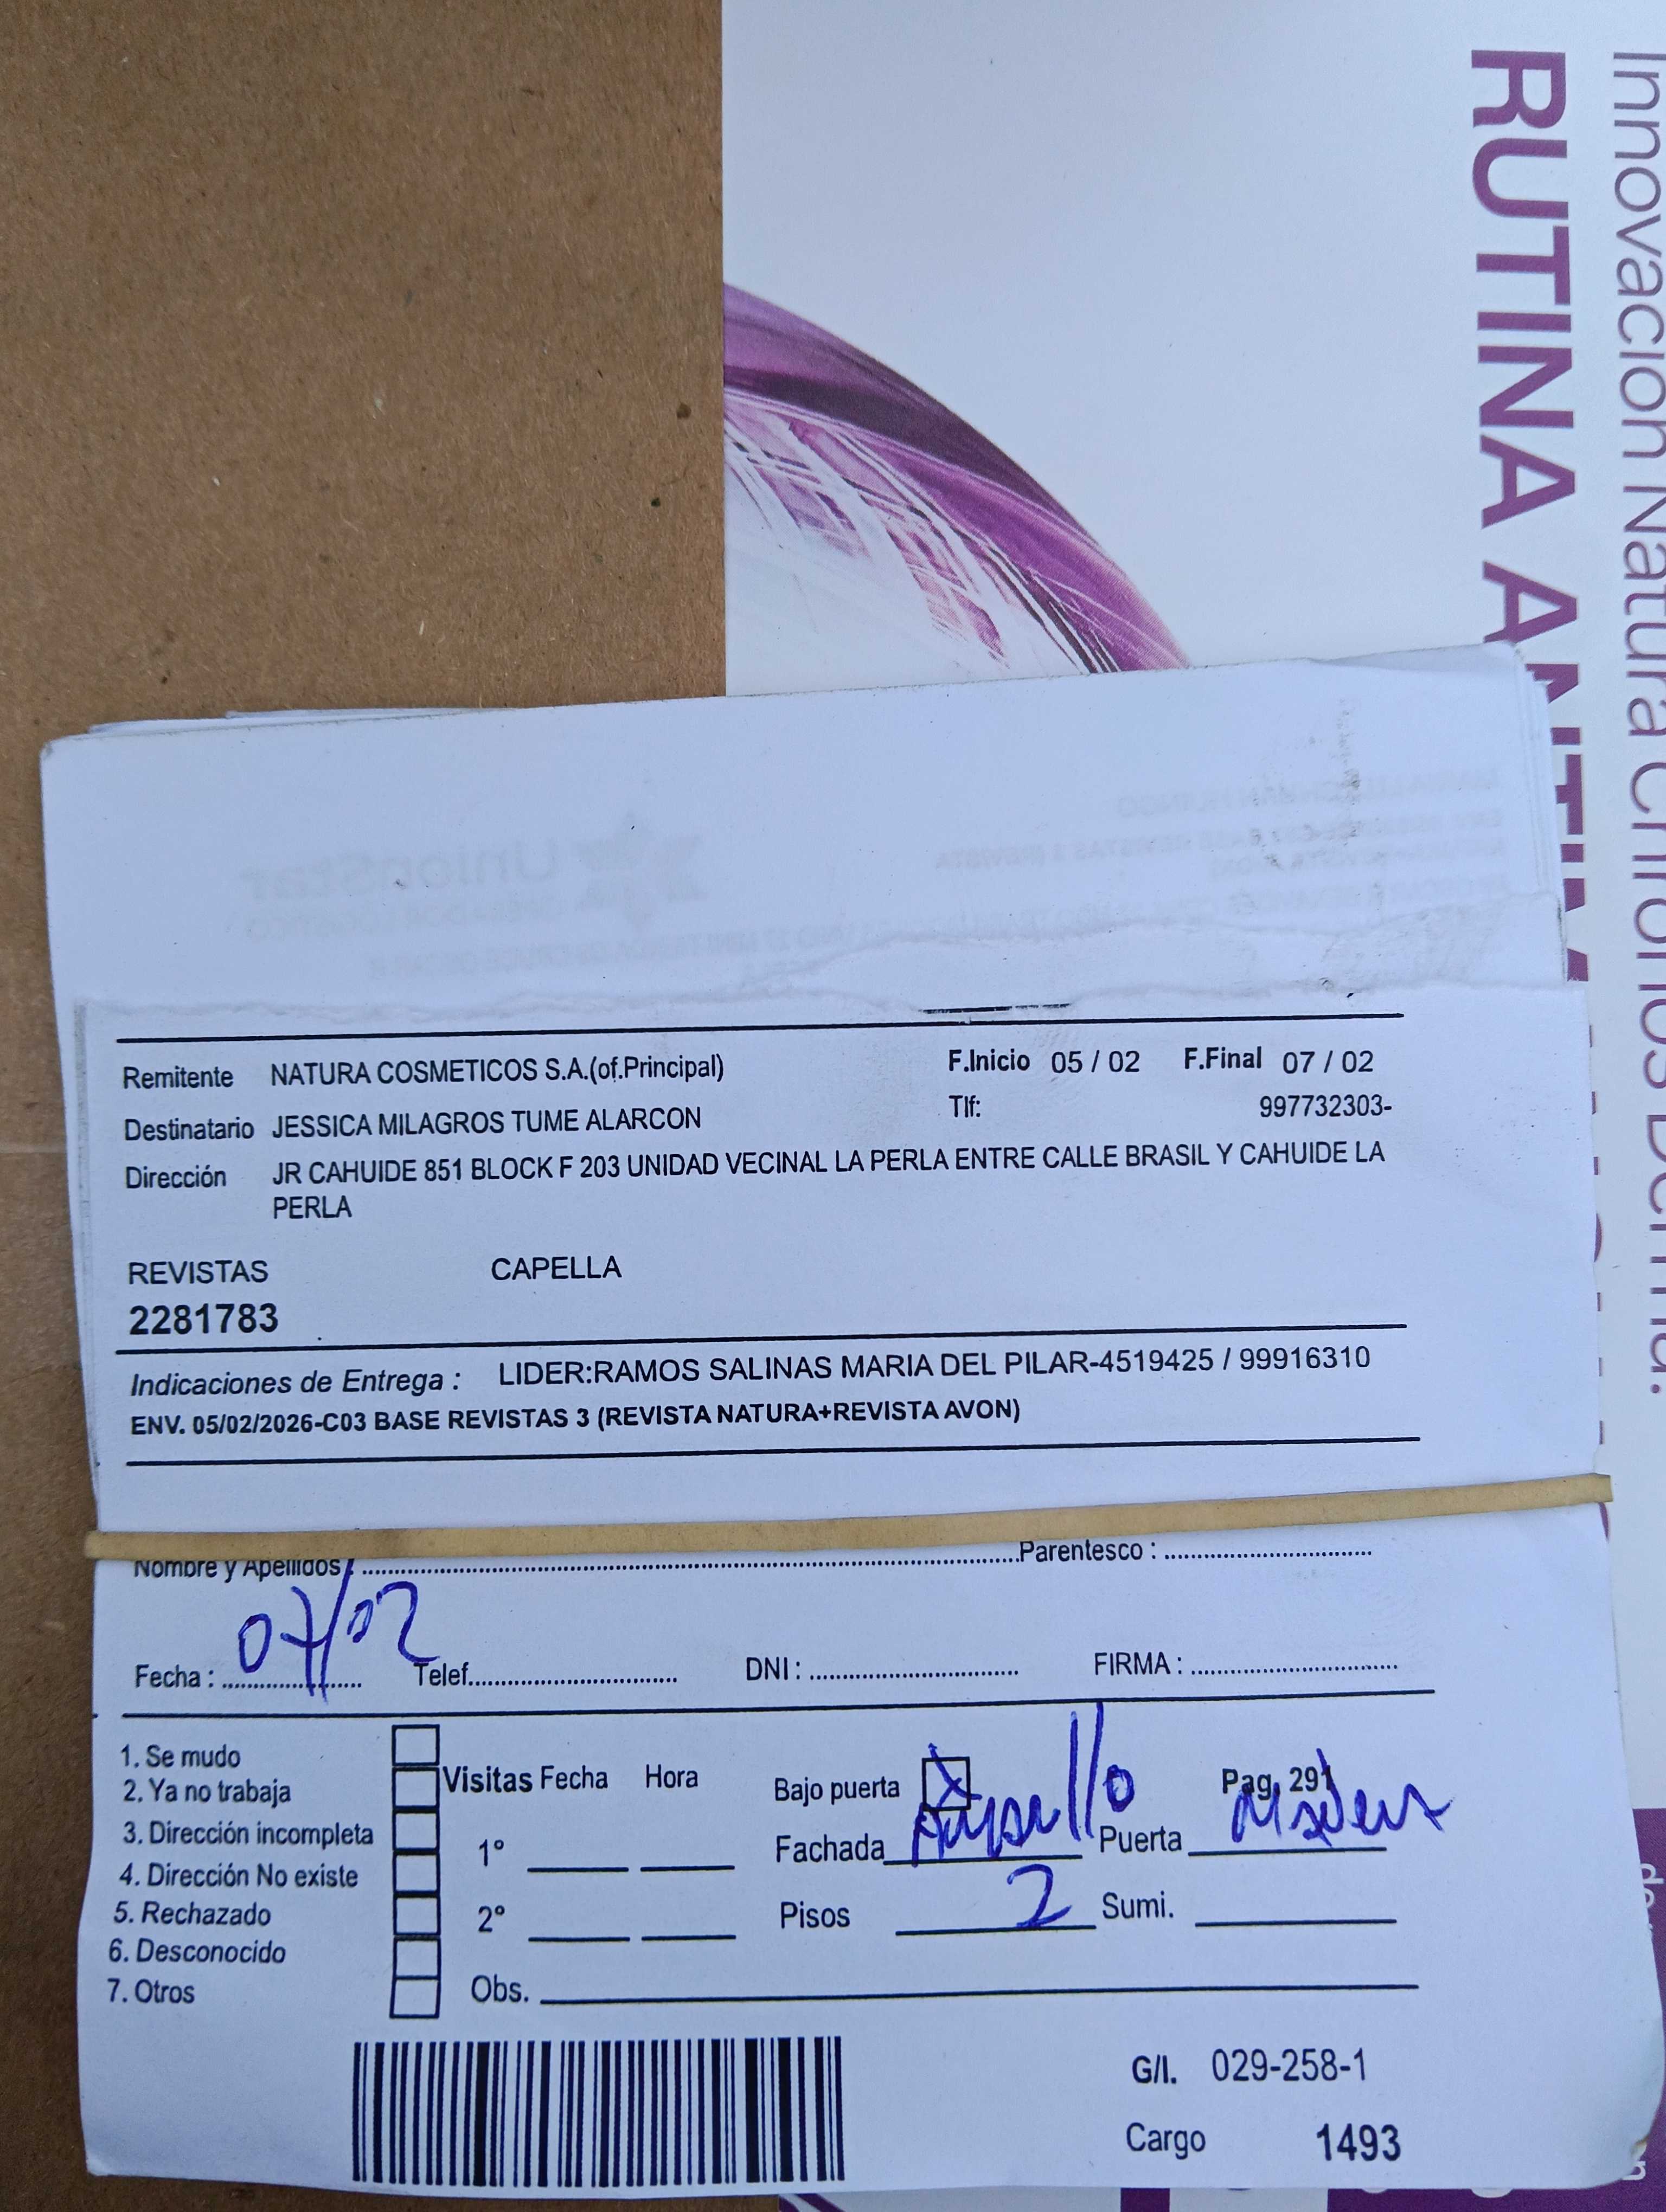 Innovación Natura Chronos Derma.
RUTINA ANTI
Remitente NATURA COSMETICOS S.A.(of.Principal) F.Inicio 05 / 02 F.Final 07 / 02
Destinatario JESSICA MILAGROS TUME ALARCON Tlf: 997732303-
Dirección JR CAHUIDE 851 BLOCK F 203 UNIDAD VECINAL LA PERLA ENTRE CALLE BRASIL Y CAHUIDE LA
PERLA
REVISTAS CAPELLA
2281783
Indicaciones de Entrega : LIDER:RAMOS SALINAS MARIA DEL PILAR-4519425 / 99916310
ENV. 05/02/2026-C03 BASE REVISTAS 3 (REVISTA NATURA+REVISTA AVON)
Nombre y Apellidos Parentesco :
Fecha : 07/02 Telef. DNI : FIRMA :
1. Se mudo
2. Ya no trabaja
3. Dirección incompleta
4. Dirección No existe
5. Rechazado
6. Desconocido
7. Otros
Visitas Fecha Hora
1°
2°
Obs.
Bajo puerta X Pag. 291
Fachada Puerta
Pisos 2 Sumi.
G/I. 029-258-1
Cargo 1493